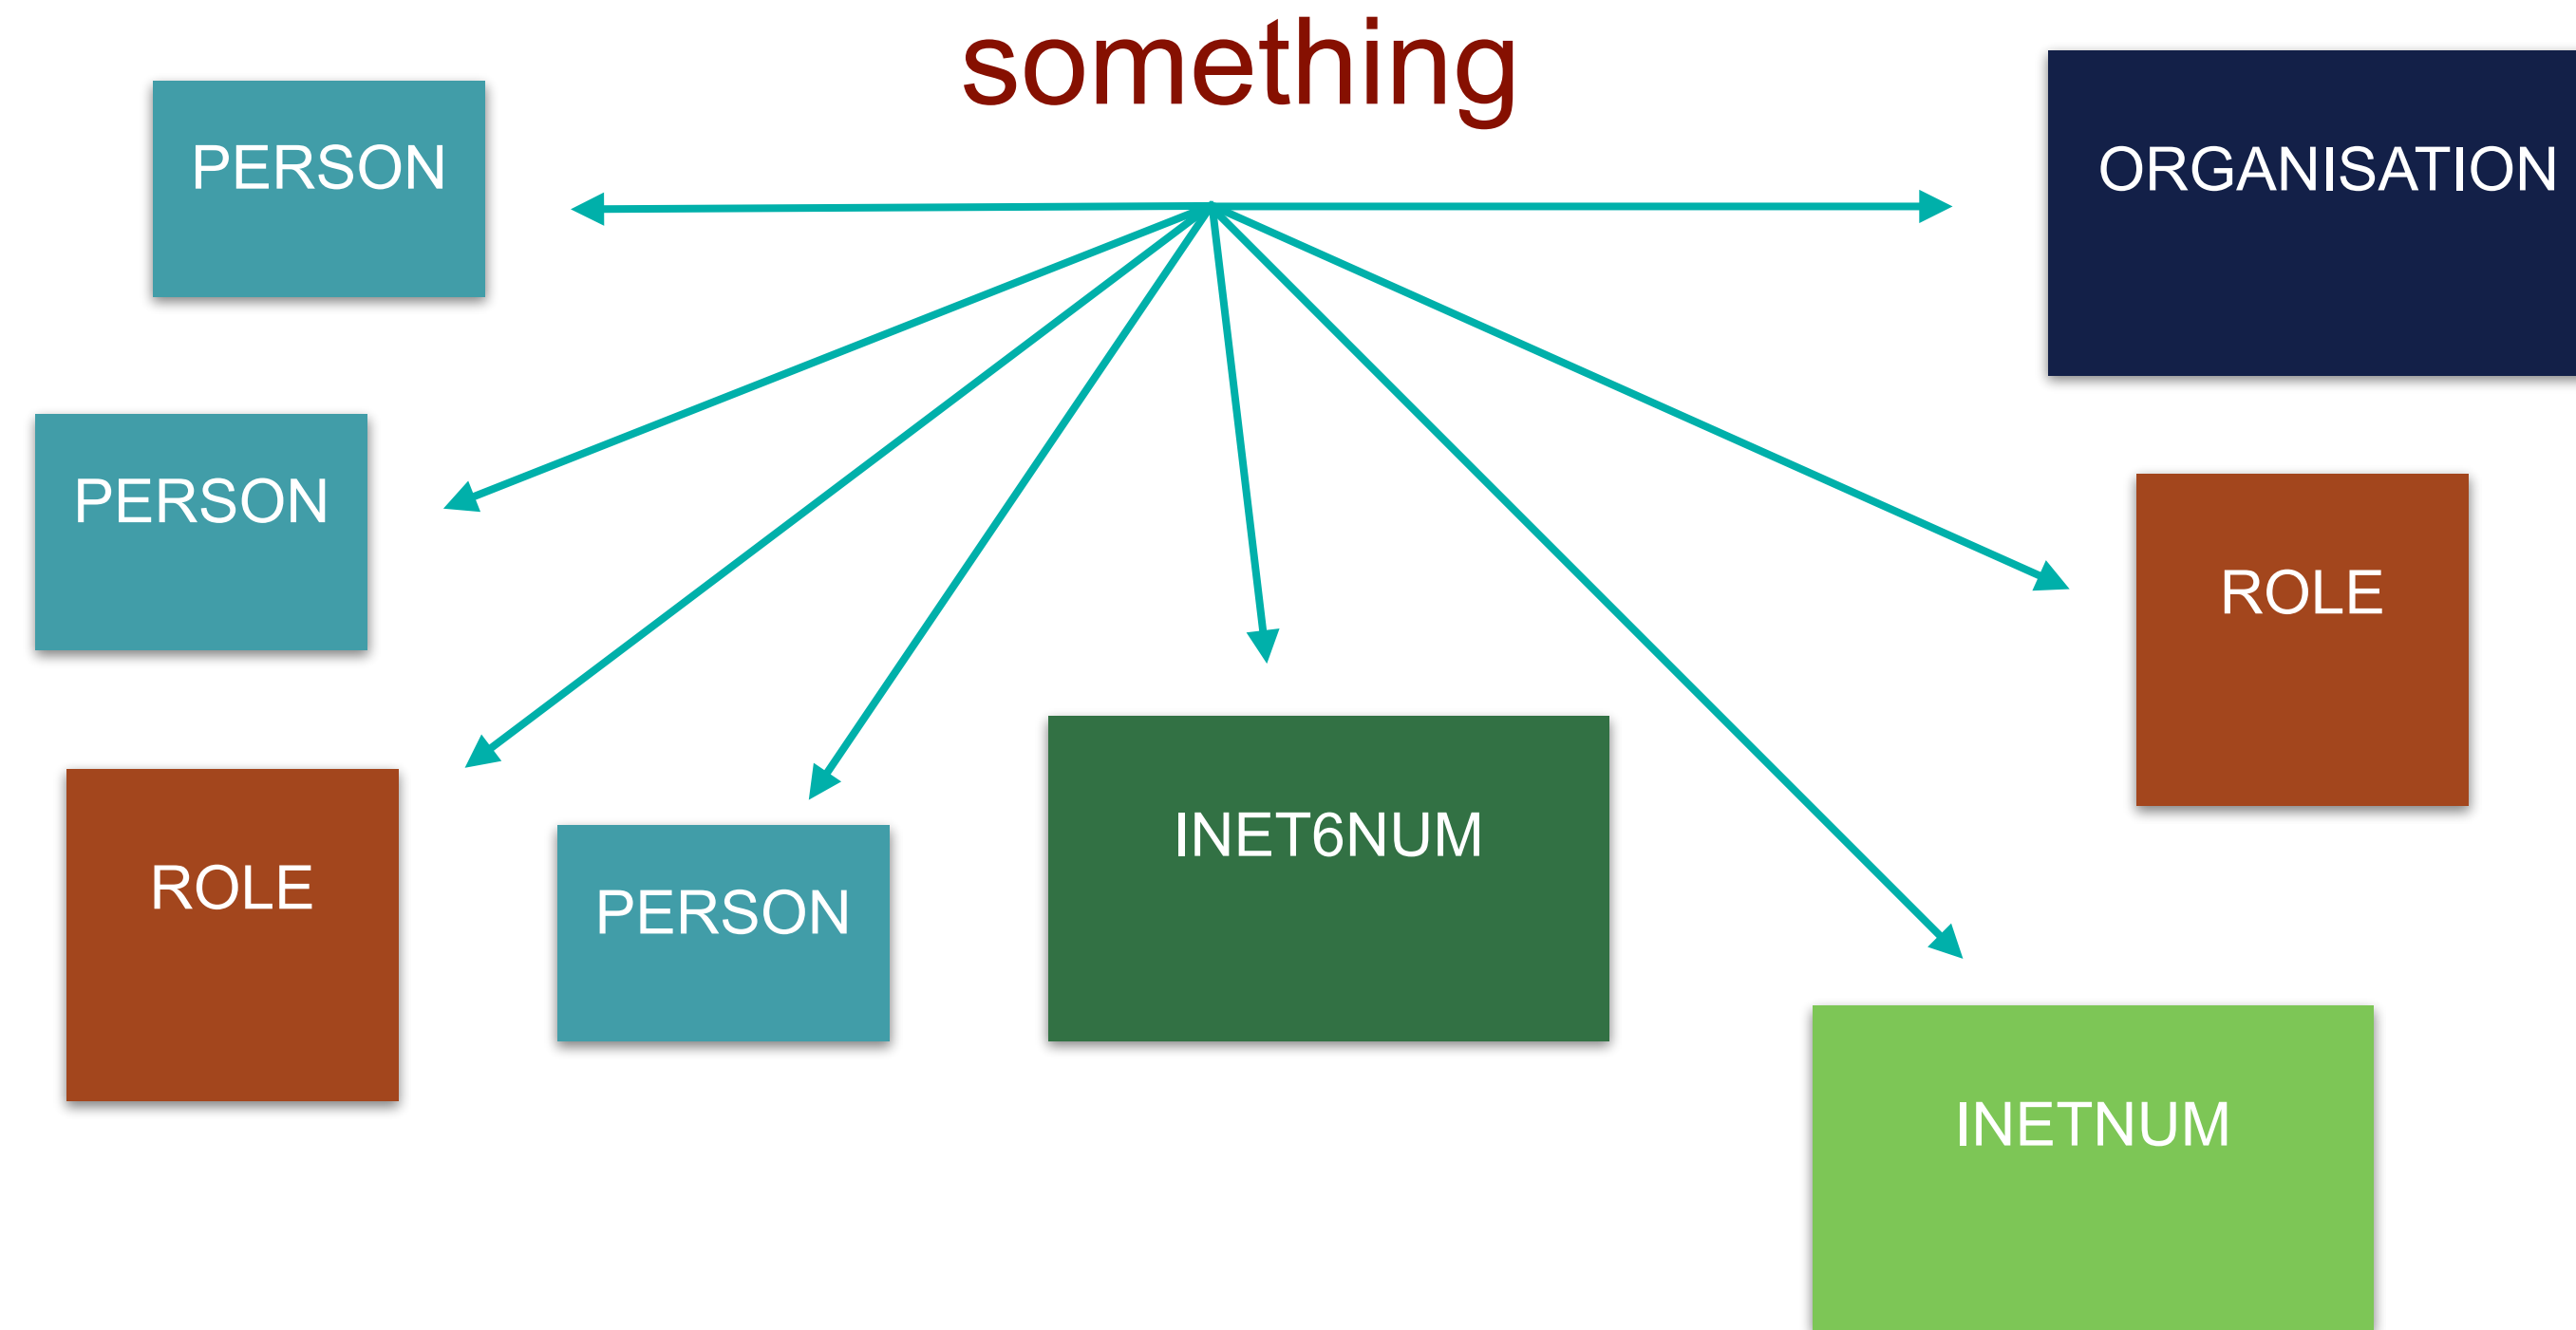 something
PERSON
ORGANISATION
PERSON
ROLE
INET6NUM
ROLE
PERSON
INETNUM